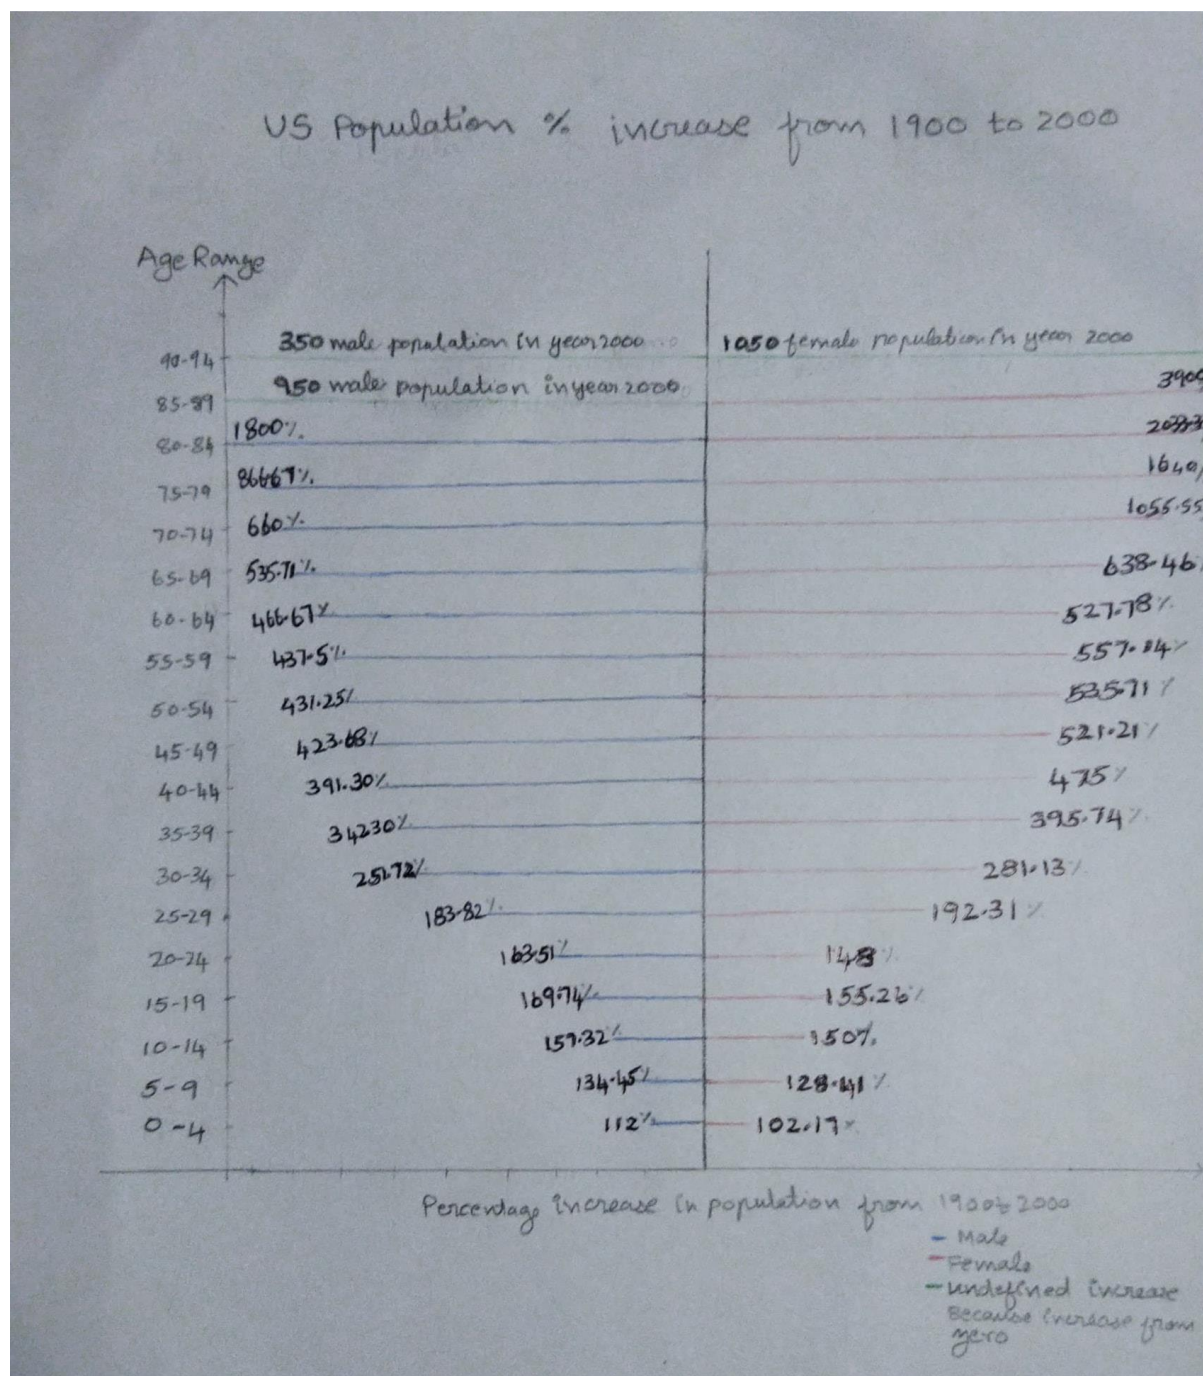 US Population % increase from 1900 to 2000
Age Range
350 male population in year 2000 1050 female population in year 2000
90-94
950 male population in year 2000 3900
85-89
1800%
80-84
866.67% 1640
75-79
660% 1055.55
70-74
535.71% 638.46
65-69
466.67% 527.78%
60-64
55-59 437.5% 557.14%
50-54 431.25% 535.71%
45-49 423.68% 521.21%
40-44 391.30% 475%
35-39 342.30% 395.74%
30-34 251.72% 281.13%
25-29 183.82% 192.31%
20-24 163.51% 148%
15-19 169.74% 155.26%
10-14 157.32% 150%
5-9 134.45% 128.41%
0-4 112% 102.17%
Percentage increase in population from 1900 to 2000
Male
Female
undefined increase
Because increase from
zero